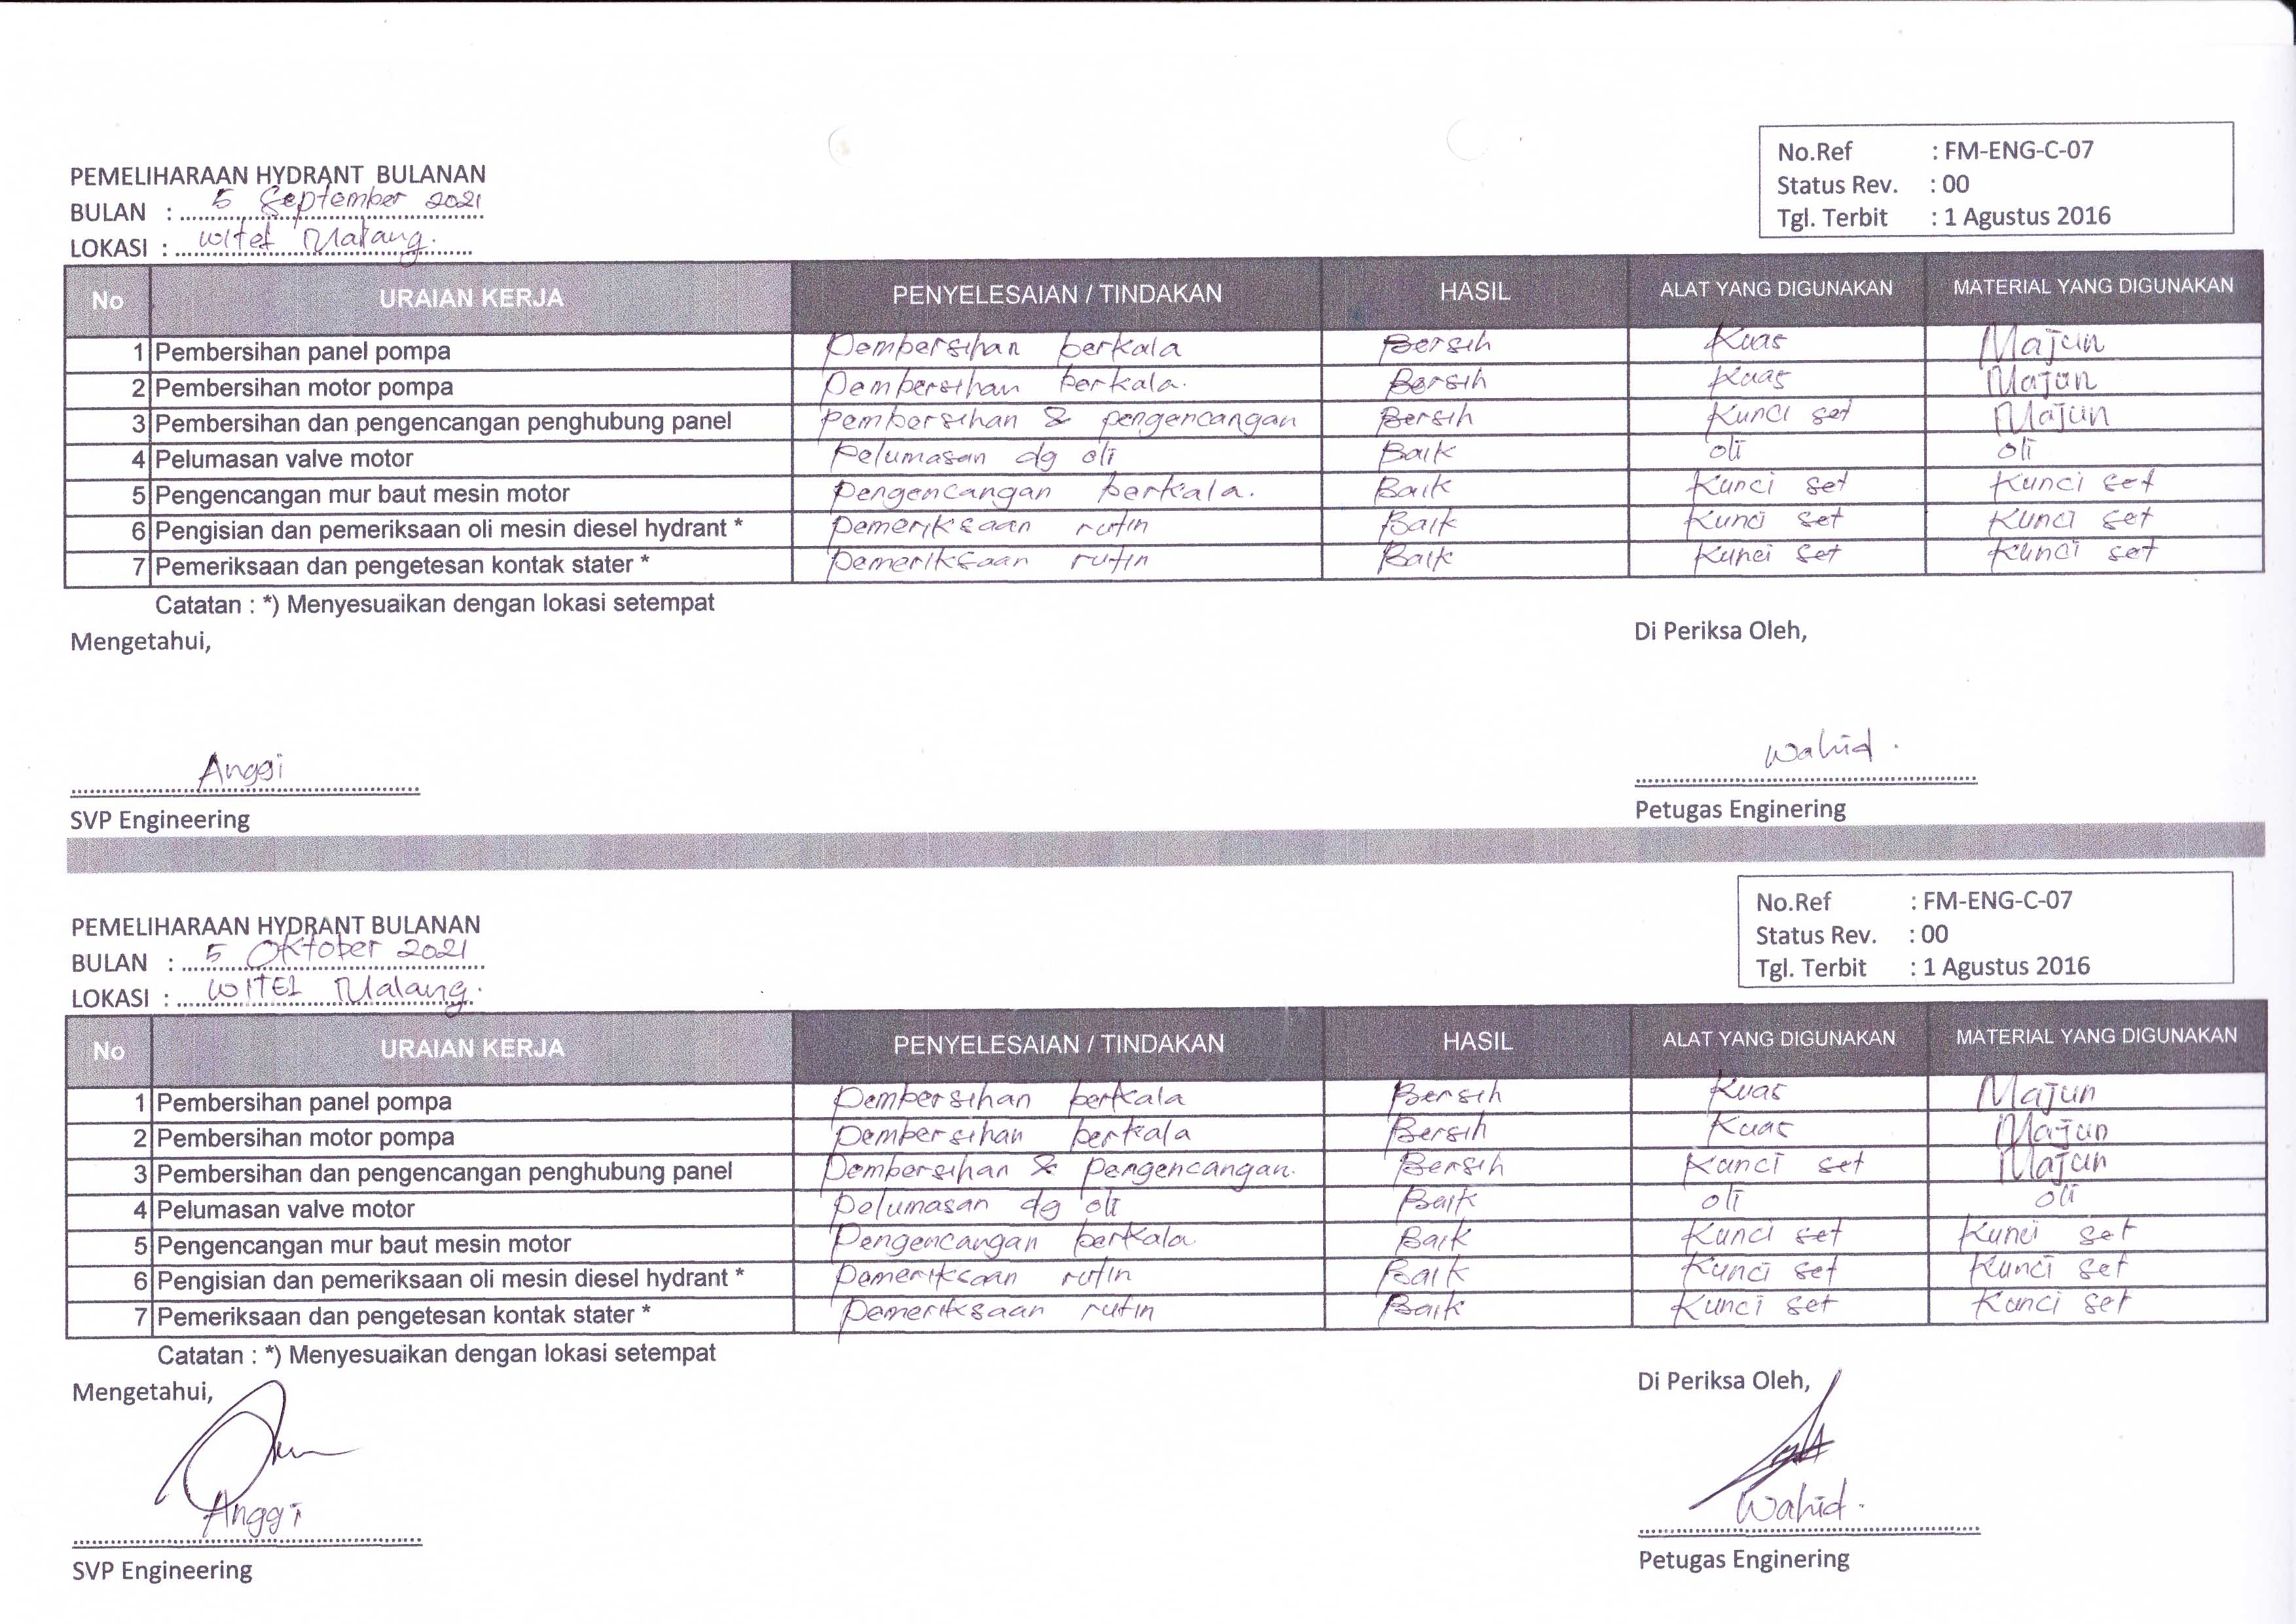 No.Ref : FM-ENG-C-07
Status Rev. : 00
Tgl. Terbit : 1 Agustus 2016
PEMELIHARAAN HYDRANT BULANAN
BULAN : 5 September 2021
LOKASI : Witel Malang.
No URAIAN KERJA PENYELESAIAN / TINDAKAN HASIL ALAT YANG DIGUNAKAN MATERIAL YANG DIGUNAKAN
1 Pembersihan panel pompa Pembersihan berkala Bersih Kuas Majun
2 Pembersihan motor pompa Pembersihan berkala. Bersih Kuas Majun
3 Pembersihan dan pengencangan penghubung panel Pembersihan & pengencangan Bersih Kunci set Majun
4 Pelumasan valve motor Pelumasan dg oli Baik oli oli
5 Pengencangan mur baut mesin motor Pengencangan berkala. Baik Kunci set Kunci set
6 Pengisian dan pemeriksaan oli mesin diesel hydrant * Pemeriksaan rutin Baik Kunci set Kunci set
7 Pemeriksaan dan pengetesan kontak stater * Pemeriksaan rutin Baik Kunci set Kunci set
Catatan : *) Menyesuaikan dengan lokasi setempat
Mengetahui, Di Periksa Oleh,
Anggi Wahid.
SVP Engineering Petugas Enginering
No.Ref : FM-ENG-C-07
Status Rev. : 00
Tgl. Terbit : 1 Agustus 2016
PEMELIHARAAN HYDRANT BULANAN
BULAN : 5 Oktober 2021
LOKASI : WITEL Malang.
No URAIAN KERJA PENYELESAIAN / TINDAKAN HASIL ALAT YANG DIGUNAKAN MATERIAL YANG DIGUNAKAN
1 Pembersihan panel pompa Pembersihan berkala Bersih Kuas Majun
2 Pembersihan motor pompa Pembersihan berkala Bersih Kuas Majun
3 Pembersihan dan pengencangan penghubung panel Pembersihan & pengencangan. Bersih Kunci set Majun
4 Pelumasan valve motor Pelumasan dg oli Baik oli oli
5 Pengencangan mur baut mesin motor Pengencangan berkala Baik Kunci set Kunci set
6 Pengisian dan pemeriksaan oli mesin diesel hydrant * Pemeriksaan rutin Baik Kunci set Kunci set
7 Pemeriksaan dan pengetesan kontak stater * Pemeriksaan rutin Baik Kunci set Kunci set
Catatan : *) Menyesuaikan dengan lokasi setempat
Mengetahui, Di Periksa Oleh,
Anggi Wahid.
SVP Engineering Petugas Enginering